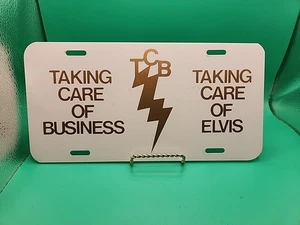 TAKING
CARE
OF
BUSINESS
TCB
TAKING
CARE
OF
ELVIS